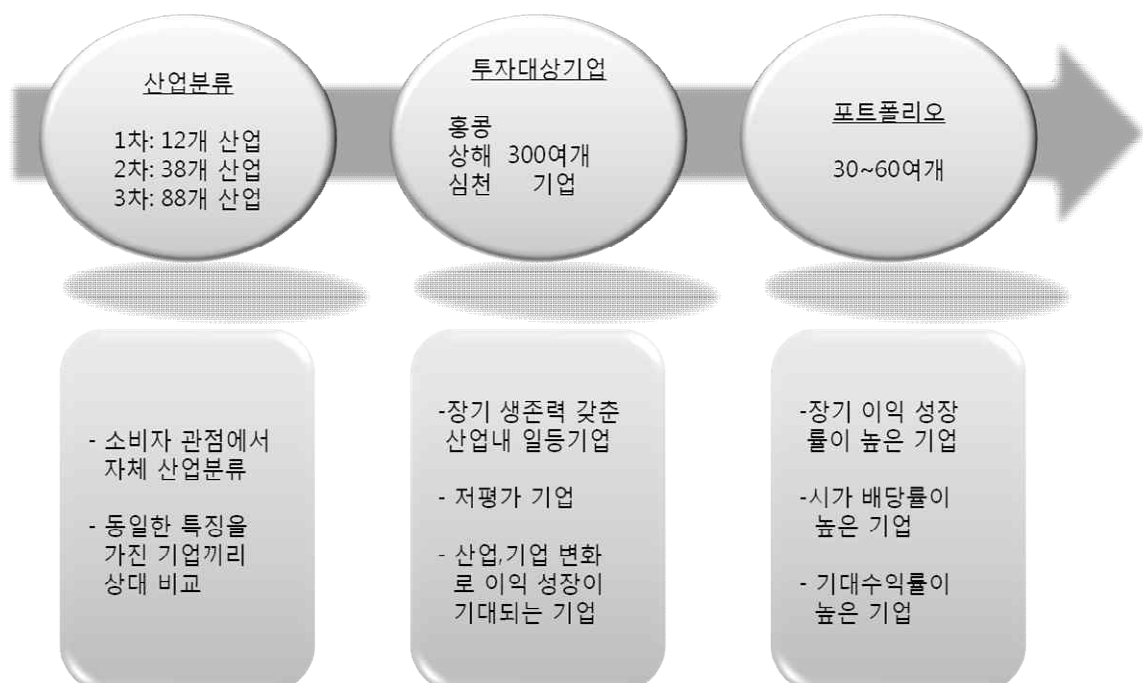 산업분류
1차: 12개 산업
2차: 38개 산업
3차: 88개 산업
투자대상기업
홍콩
상해 300여개
심천 기업
포트폴리오
30~60여개
- 소비자 관점에서
자체 산업분류
- 동일한 특징을
가진 기업끼리
상대 비교
-장기 생존력 갖춘
산업내 일등기업
- 저평가 기업
- 산업,기업 변화
로 이익 성장이
기대되는 기업
-장기 이익 성장
률이 높은 기업
-시가 배당률이
높은 기업
- 기대수익률이
높은 기업